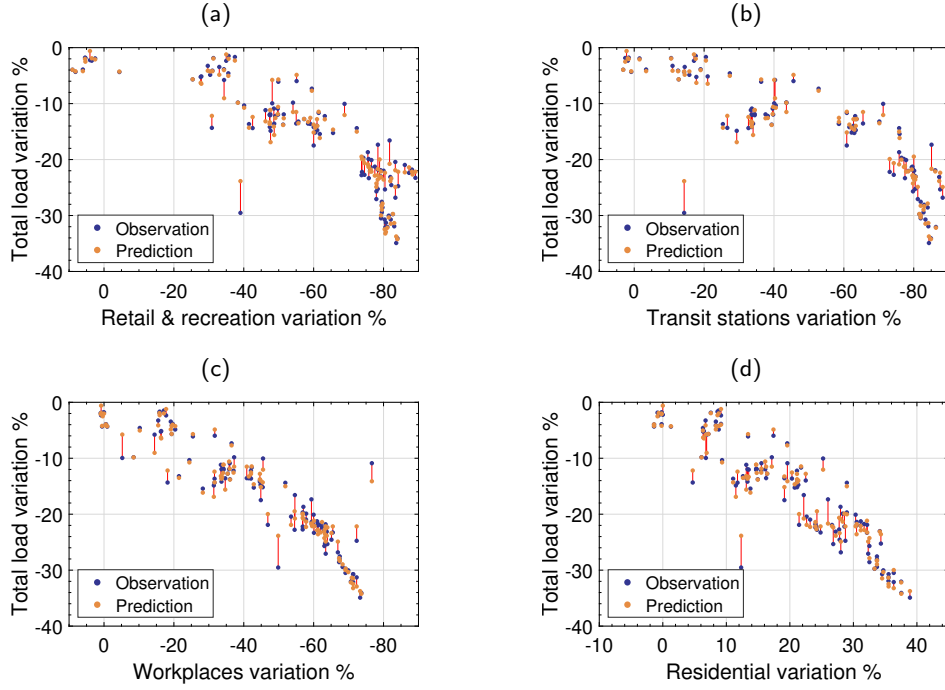 (a)
Total load variation %
0
-10
-20
-30
-40
Observation
Prediction
0 -20 -40 -60 -80
Retail & recreation variation %
(b)
Total load variation %
0
-10
-20
-30
-40
Observation
Prediction
0 -20 -40 -60 -80
Transit stations variation %
(c)
Total load variation %
0
-10
-20
-30
-40
Observation
Prediction
0 -20 -40 -60 -80
Workplaces variation %
(d)
Total load variation %
0
-10
-20
-30
-40
Observation
Prediction
-10 0 10 20 30 40
Residential variation %